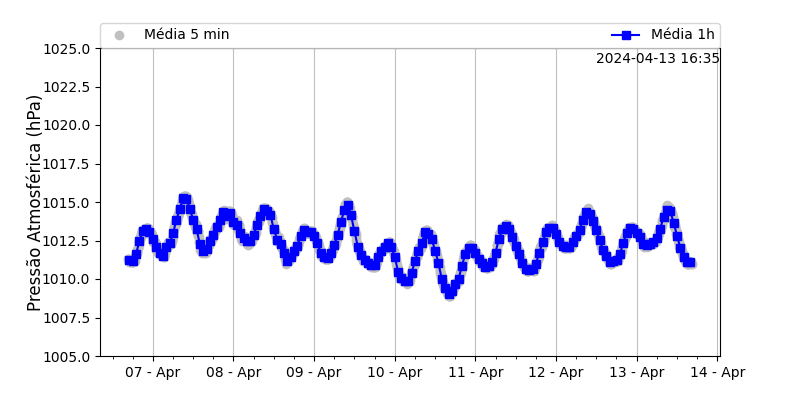 Média 5 min
Média 1h
2024-04-13 16:35
Pressão Atmosférica (hPa)
1025.0
1022.5
1020.0
1017.5
1015.0
1012.5
1010.0
1007.5
1005.0
07 - Apr
08 - Apr
09 - Apr
10 - Apr
11 - Apr
12 - Apr
13 - Apr
14 - Apr